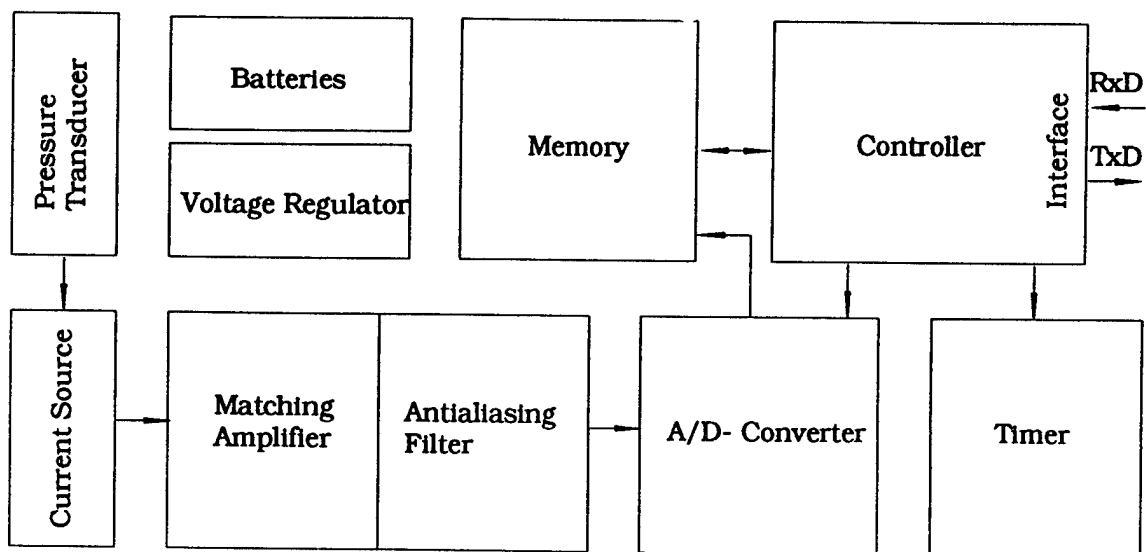 Pressure
Transducer
Batteries
Voltage Regulator
Memory
Controller
Interface
RxD
TxD
Current Source
Matching
Amplifier
Antialiasing
Filter
A/D- Converter
Timer